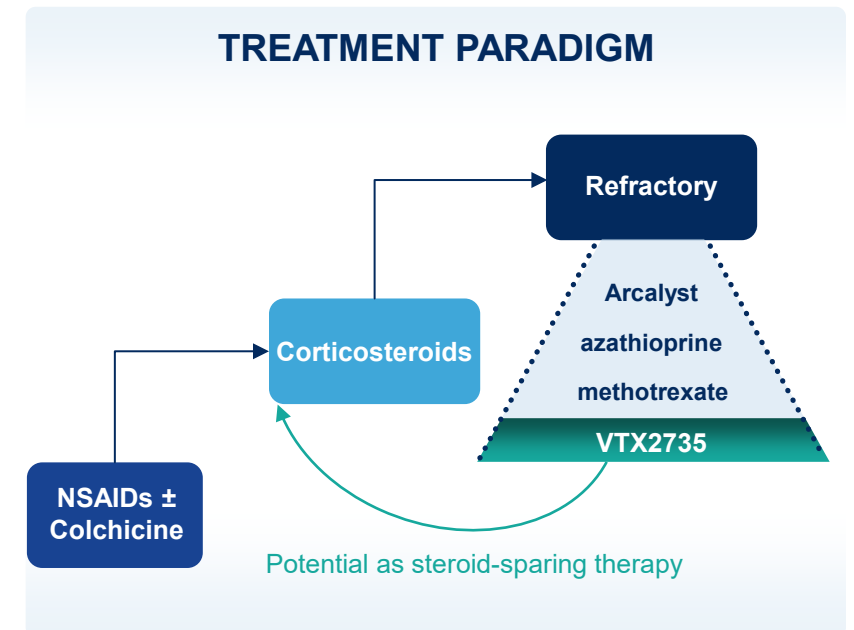 TREATMENT PARADIGM
Refractory
Arcalyst
azathioprine
methotrexate
VTX2735
Corticosteroids
NSAIDs ±
Colchicine
Potential as steroid-sparing therapy